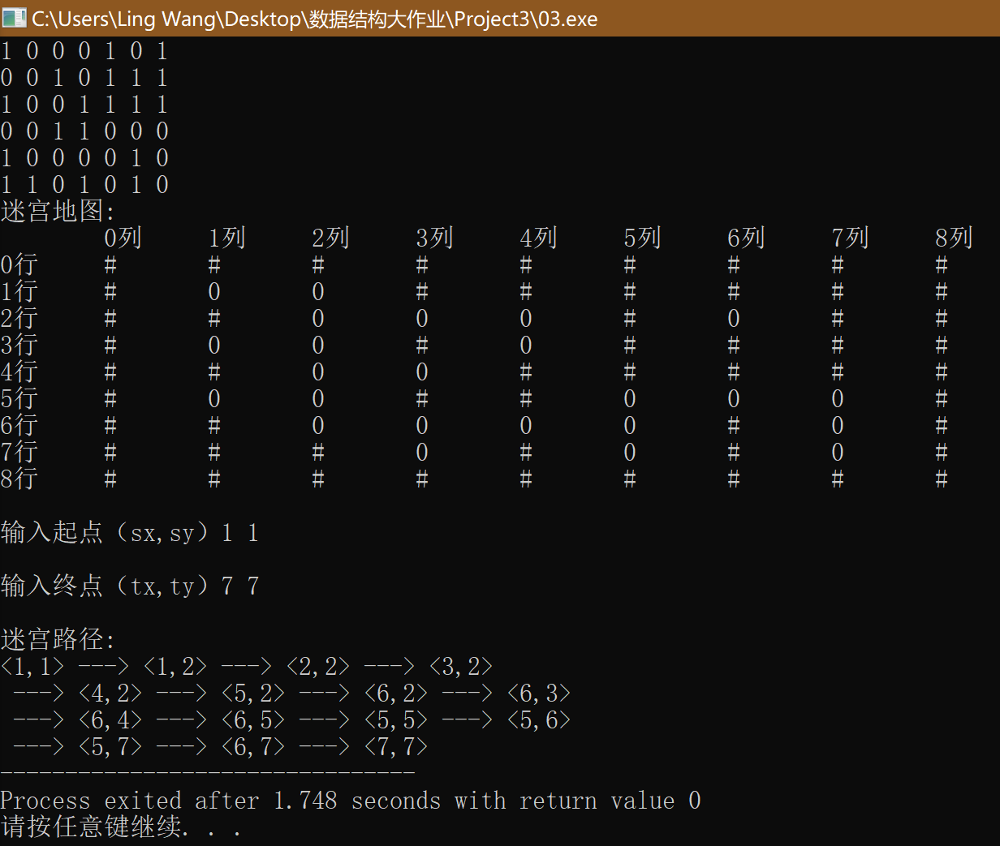 C:\Users\Ling Wang\Desktop\数据结构大作业\Project3\03.exe
1 0 0 0 1 0 1
0 0 1 0 1 1 1
1 0 0 1 1 1 1
0 0 1 1 0 0 0
1 0 0 0 0 1 0
1 1 0 1 0 1 0
迷宫地图:
0列 1列 2列 3列 4列 5列 6列 7列 8列
0行 # # # # # # # # #
1行 # 0 0 # # # # # #
2行 # # 0 0 0 # 0 # #
3行 # 0 0 # 0 # # # #
4行 # # 0 0 # # # # #
5行 # 0 0 # # 0 0 0 #
6行 # # 0 0 0 0 # 0 #
7行 # # # 0 # 0 # 0 #
8行 # # # # # # # # #
输入起点（sx,sy）1 1
输入终点（tx,ty）7 7
迷宫路径:
<1,1> ---> <1,2> ---> <2,2> ---> <3,2>
---> <4,2> ---> <5,2> ---> <6,2> ---> <6,3>
---> <6,4> ---> <6,5> ---> <5,5> ---> <5,6>
---> <5,7> ---> <6,7> ---> <7,7>
--------------------------------
Process exited after 1.748 seconds with return value 0
请按任意键继续. . .